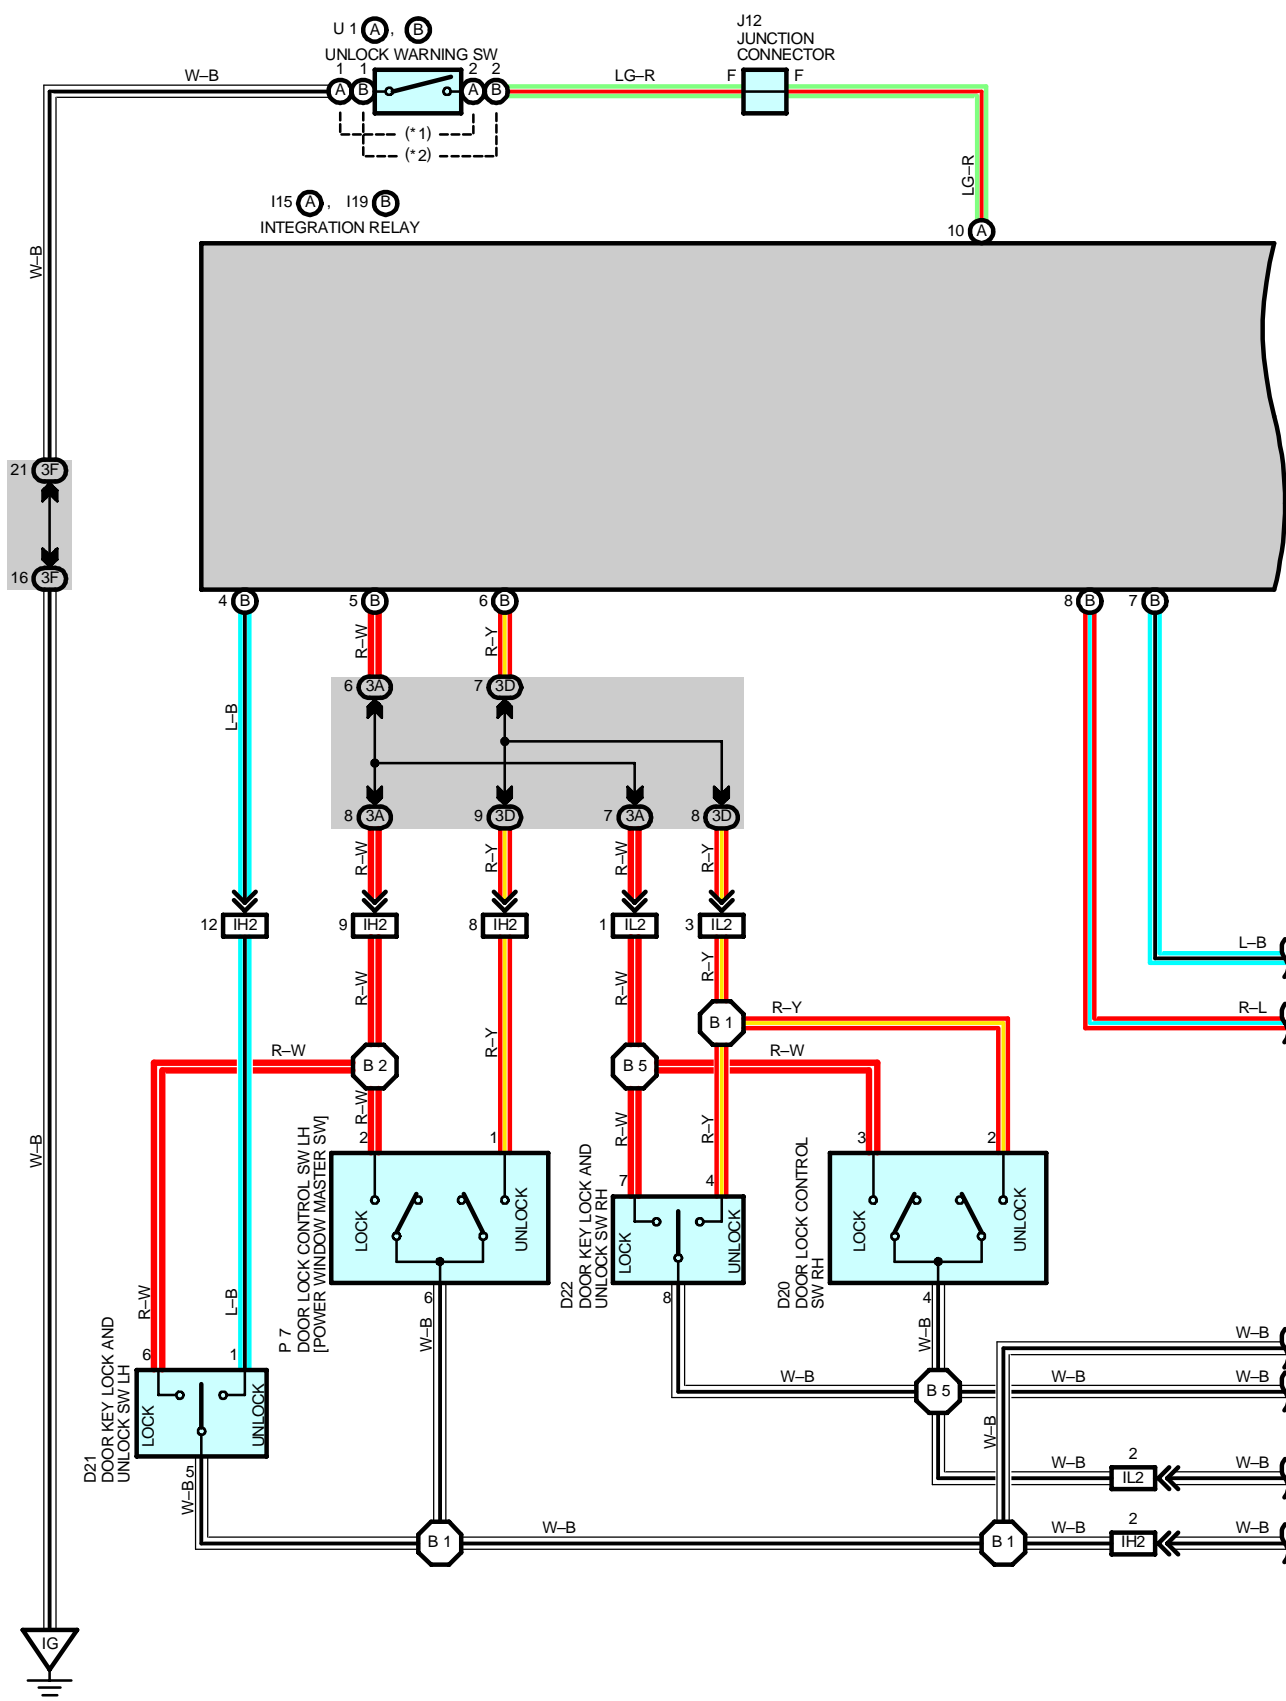 U 1 A , B
UNLOCK WARNING SW
J12
JUNCTION
CONNECTOR
W–B
1 1
A B
2 2
A B
LG–R
F F
(*1)
(*2)
LG–R
I15 A , I19 B
INTEGRATION RELAY
10 A
W–B
21 3F
16 3F
4 B
5 B
6 B
8 B
7 B
R–W
R–Y
6 3A
7 3D
L–B
8 3A
9 3D
7 3A
8 3D
R–W
R–Y
R–W
R–Y
12 IH2
9 IH2
8 IH2
1 IL2
3 IL2
L–B
R–W
R–W
R–Y
R–Y
R–L
B 1
R–Y
R–W
B 2
B 5
R–W
R–W
R–W
R–Y
W–B
2
1
P 7
DOOR LOCK CONTROL SW LH
[POWER WINDOW MASTER SW]
LOCK
UNLOCK
6
7
4
D22
DOOR KEY LOCK AND
UNLOCK SW RH
LOCK
UNLOCK
8
3
2
D20
DOOR LOCK CONTROL
SW RH
LOCK
UNLOCK
4
R–W
L–B
W–B
W–B
W–B
6
1
D21
DOOR KEY LOCK AND
UNLOCK SW LH
LOCK
UNLOCK
5
W–B
W–B
B 5
W–B
W–B
W–B
W–B
2
IL2
W–B
B 1
W–B
B 1
W–B
2
IH2
W–B
IG